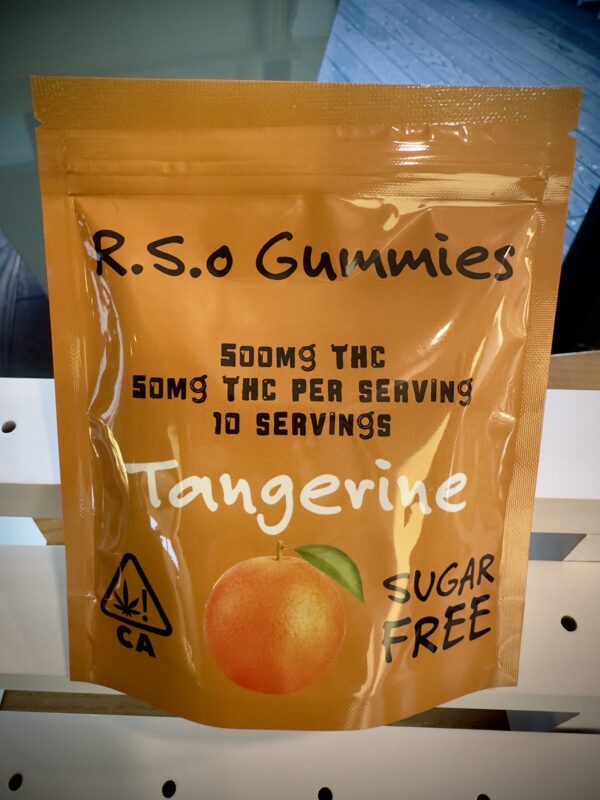 R.S.o Gummies
500mg THC
50mg THC PER SERVING
10 SERVINGS
Tangerine
SUGAR
FREE
!
CA